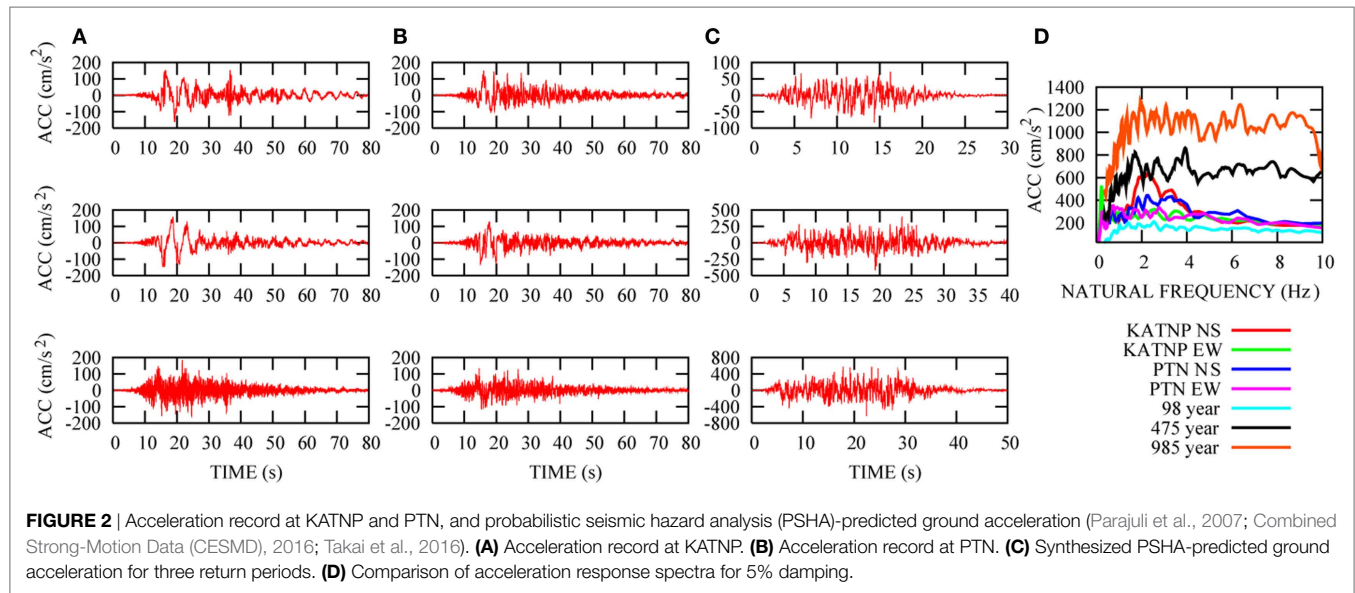 A
B
C
D
ACC (cm/s²)
200
100
0
-100
-200
0 10 20 30 40 50 60 70 80
200
100
0
-100
-200
0 10 20 30 40 50 60 70 80
100
50
0
-50
-100
0 5 10 15 20 25 30
ACC (cm/s²)
200
100
0
-100
-200
0 10 20 30 40 50 60 70 80
200
100
0
-100
-200
0 10 20 30 40 50 60 70 80
500
250
0
-250
-500
0 5 10 15 20 25 30 35 40
ACC (cm/s²)
200
100
0
-100
-200
0 10 20 30 40 50 60 70 80
TIME (s)
200
100
0
-100
-200
0 10 20 30 40 50 60 70 80
TIME (s)
800
400
0
-400
-800
0 10 20 30 40 50
TIME (s)
ACC (cm/s²)
1400
1200
1000
800
600
400
200
0 2 4 6 8 10
NATURAL FREQUENCY (Hz)
KATNP NS
KATNP EW
PTN NS
PTN EW
98 year
475 year
985 year
FIGURE 2 | Acceleration record at KATNP and PTN, and probabilistic seismic hazard analysis (PSHA)-predicted ground acceleration (Parajuli et al., 2007; Combined
Strong-Motion Data (CESMD), 2016; Takai et al., 2016). (A) Acceleration record at KATNP. (B) Acceleration record at PTN. (C) Synthesized PSHA-predicted ground
acceleration for three return periods. (D) Comparison of acceleration response spectra for 5% damping.